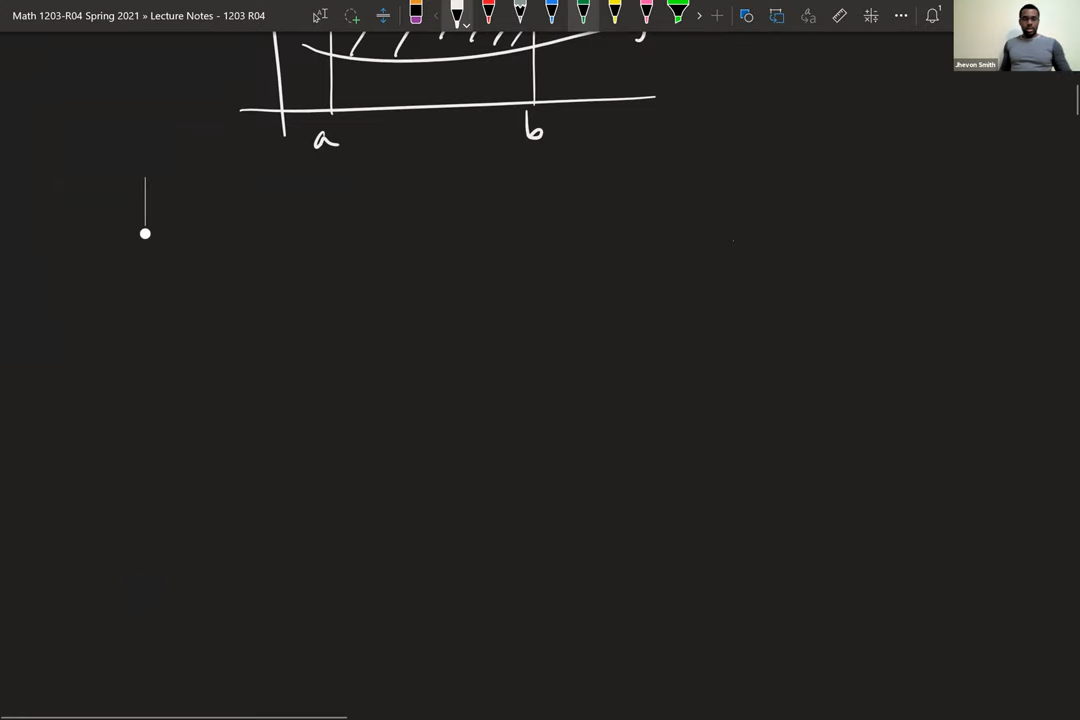 Math 1203-R04 Spring 2021 » Lecture Notes - 1203 R04
Jhevon Smith
a
b